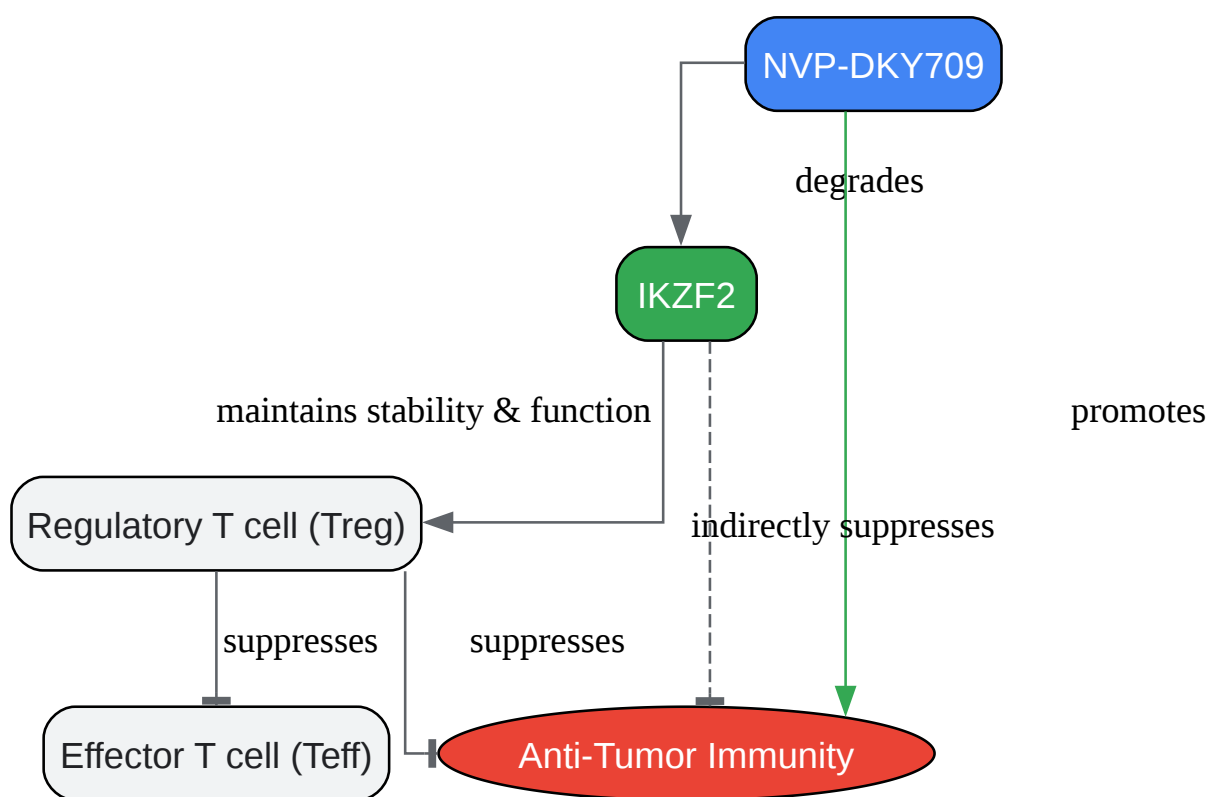 NVP-DKY709
degrades
IKZF2
maintains stability & function
promotes
Regulatory T cell (Treg)
indirectly suppresses
suppresses
suppresses
Effector T cell (Teff)
Anti-Tumor Immunity